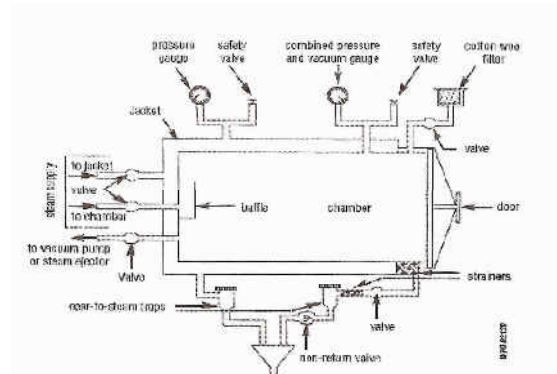 pressure
gauge
safety
valve
combined pressure
and vacuum gauge
safety
valve
cotton woo
filter
Jacket
valve
steam supply
to jacket
valve
to chamber
baffle
chamber
door
to vacuum pump
or steam ejector
Valve
strainers
near-to-steam traps
valve
non-return valve